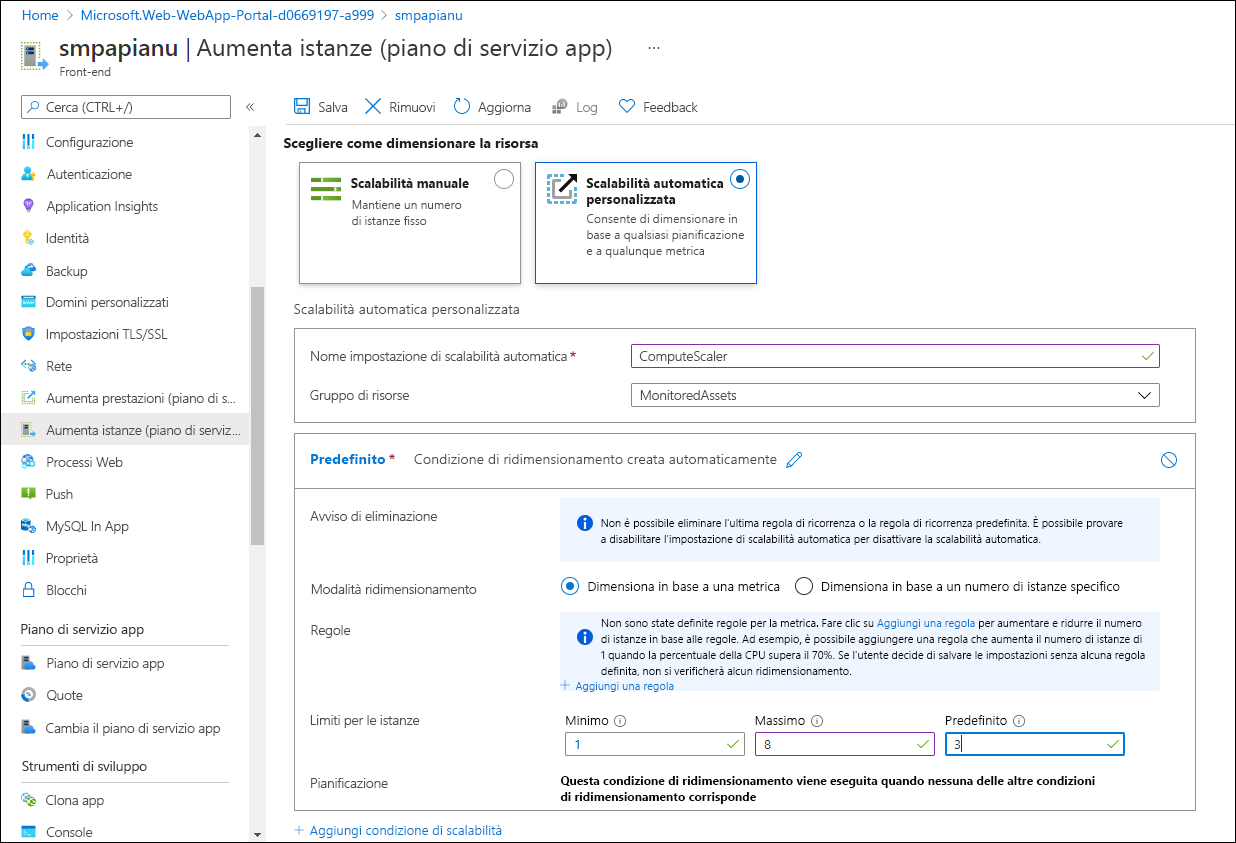 Home > Microsoft.Web-WebApp-Portal-d0669197-a999 > smpapianu
smpapianu | Aumenta istanze (piano di servizio app) ...
Front-end
Cerca (CTRL+/) «
Configurazione
Autenticazione
Application Insights
Identità
Backup
Domini personalizzati
Impostazioni TLS/SSL
Rete
Aumenta prestazioni (piano di s...
Aumenta istanze (piano di serviz...
Processi Web
Push
MySQL In App
Proprietà
Blocchi
Piano di servizio app
Piano di servizio app
Quote
Cambia il piano di servizio app
Strumenti di sviluppo
Clona app
Console
Salva Rimuovi Aggiorna Log Feedback
Scegliere come dimensionare la risorsa
Scalabilità manuale
Mantiene un numero
di istanze fisso
Scalabilità automatica
personalizzata
Consente di dimensionare in
base a qualsiasi pianificazione
e a qualunque metrica
Scalabilità automatica personalizzata
Nome impostazione di scalabilità automatica* ComputeScaler
Gruppo di risorse MonitoredAssets
Predefinito * Condizione di ridimensionamento creata automaticamente
Avviso di eliminazione
Non è possibile eliminare l'ultima regola di ricorrenza o la regola di ricorrenza predefinita. È possibile provare
a disabilitare l'impostazione di scalabilità automatica per disattivare la scalabilità automatica.
Modalità ridimensionamento Dimensiona in base a una metrica Dimensiona in base a un numero di istanze specifico
Regole
Non sono state definite regole per la metrica. Fare clic su Aggiungi una regola per aumentare e ridurre il numero
di istanze in base alle regole. Ad esempio, è possibile aggiungere una regola che aumenta il numero di istanze di
1 quando la percentuale della CPU supera il 70%. Se l'utente decide di salvare le impostazioni senza alcuna regola
definita, non si verificherà alcun ridimensionamento.
+ Aggiungi una regola
Limiti per le istanze Minimo Massimo Predefinito
1 8 3
Pianificazione
Questa condizione di ridimensionamento viene eseguita quando nessuna delle altre condizioni
di ridimensionamento corrisponde
+ Aggiungi condizione di scalabilità